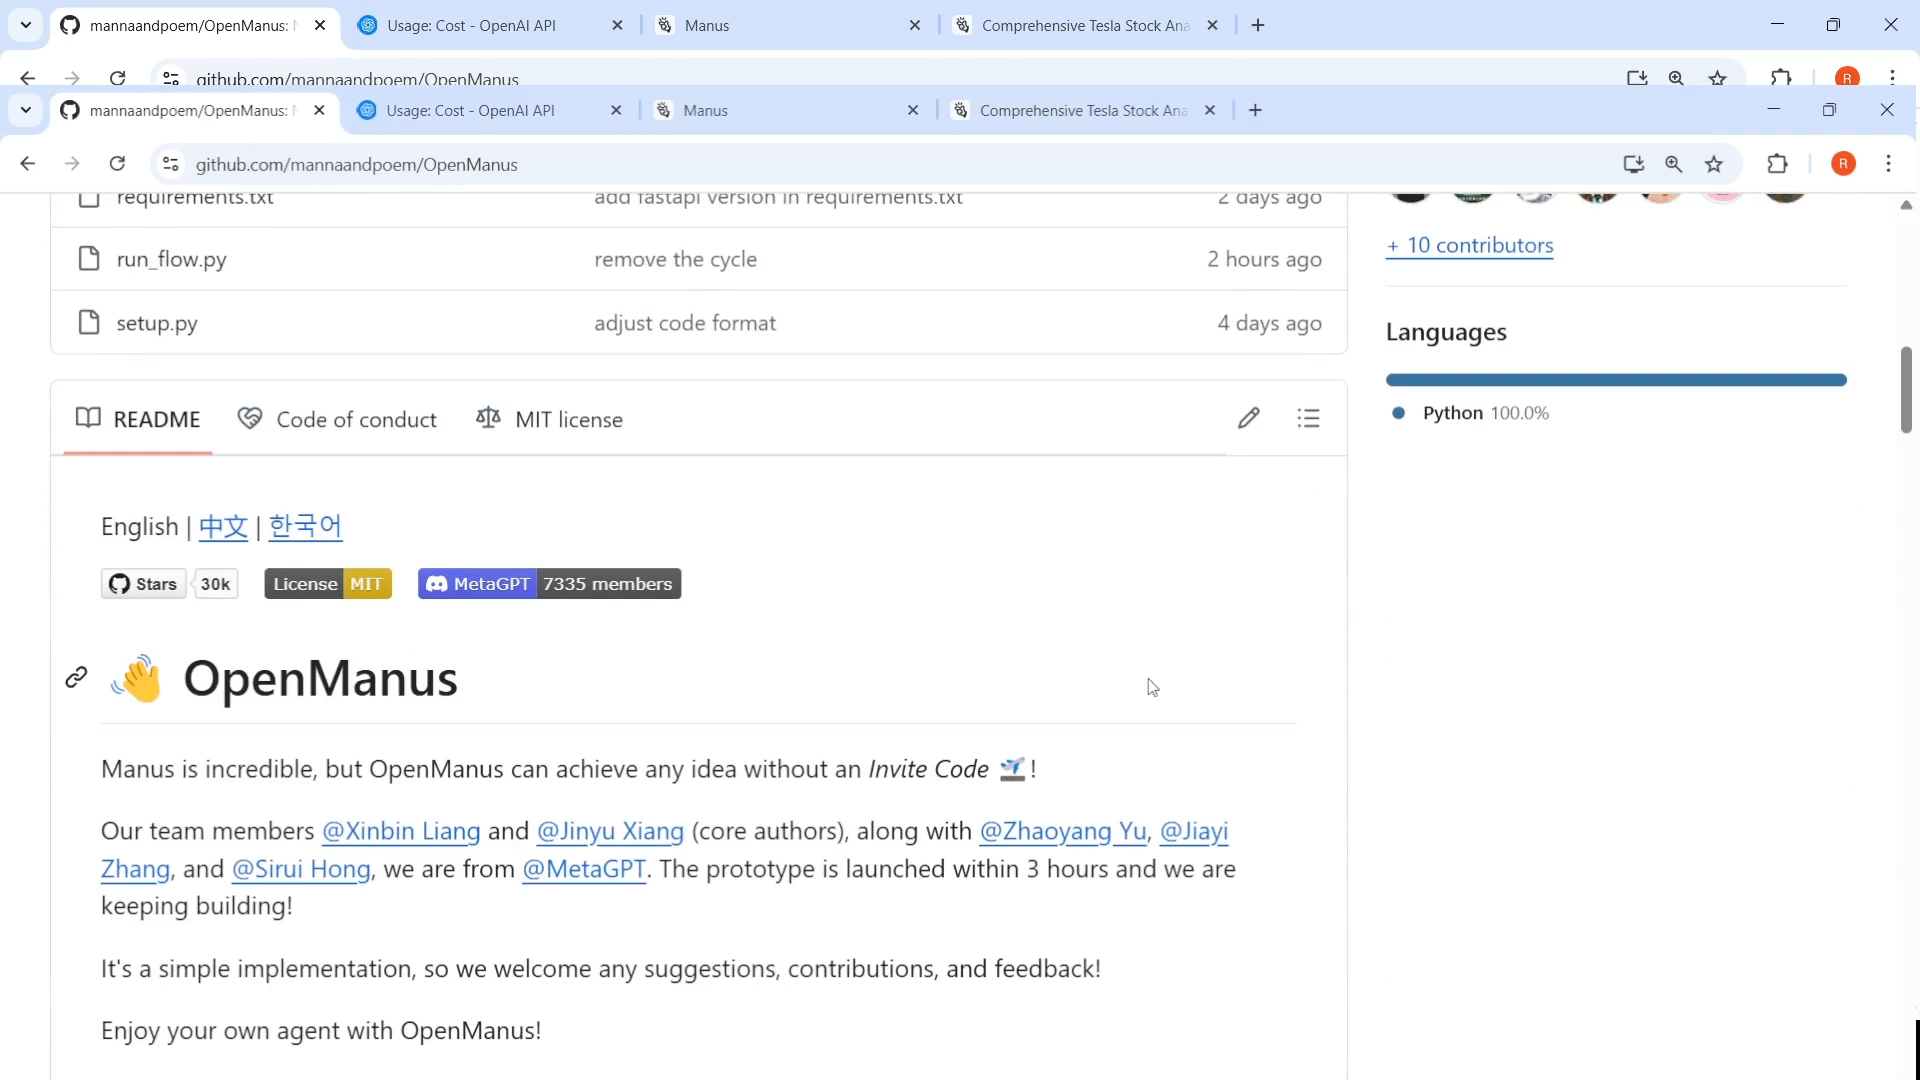 mannaandpoem/OpenManus: Usage: Cost - OpenAI API Manus Comprehensive Tesla Stock Ana
github.com/mannaandpoem/OpenManus R
mannaandpoem/OpenManus: Usage: Cost - OpenAI API Manus Comprehensive Tesla Stock Ana
github.com/mannaandpoem/OpenManus R
requirements.txt add fastapi version in requirements.txt 2 days ago
+ 10 contributors
run_flow.py remove the cycle 2 hours ago
setup.py adjust code format 4 days ago
Languages
Python 100.0%
README Code of conduct MIT license
English | 中文 | 한국어
Stars 30k License MIT MetaGPT 7335 members
👋 OpenManus
Manus is incredible, but OpenManus can achieve any idea without an Invite Code 🛫!
Our team members @Xinbin Liang and @Jinyu Xiang (core authors), along with @Zhaoyang Yu, @Jiayi
Zhang, and @Sirui Hong, we are from @MetaGPT. The prototype is launched within 3 hours and we are
keeping building!
It's a simple implementation, so we welcome any suggestions, contributions, and feedback!
Enjoy your own agent with OpenManus!